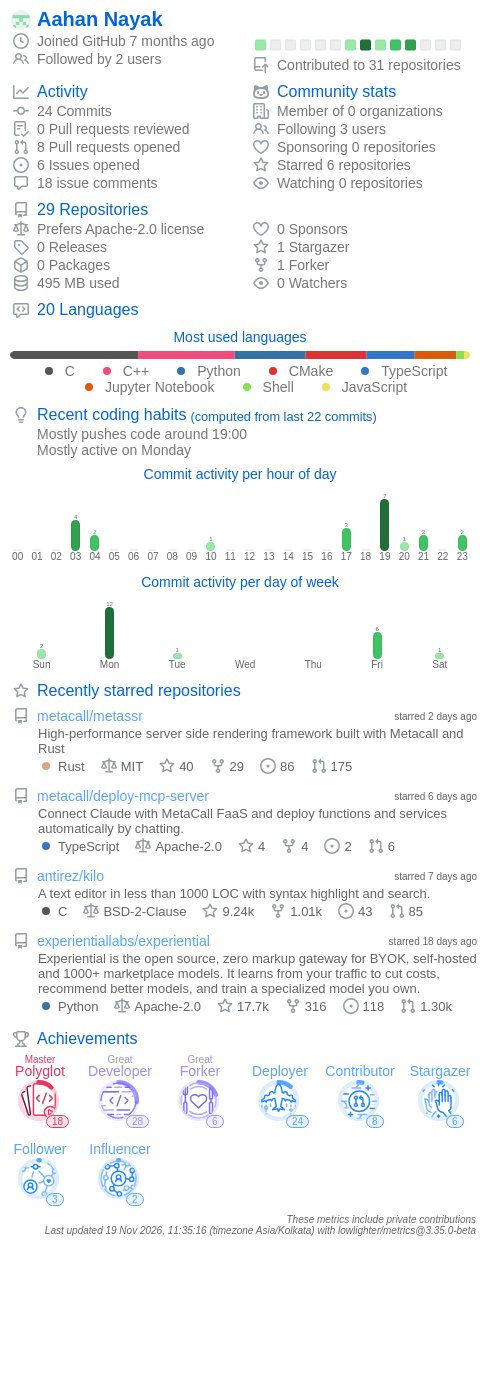 Aahan Nayak
Joined GitHub 7 months ago
Followed by 2 users
Contributed to 31 repositories
Activity
24 Commits
0 Pull requests reviewed
8 Pull requests opened
6 Issues opened
18 issue comments
Community stats
Member of 0 organizations
Following 3 users
Sponsoring 0 repositories
Starred 6 repositories
Watching 0 repositories
29 Repositories
Prefers Apache-2.0 license
0 Releases
0 Packages
495 MB used
0 Sponsors
1 Stargazer
1 Forker
0 Watchers
20 Languages
Most used languages
C C++ Python CMake TypeScript
Jupyter Notebook Shell JavaScript
Recent coding habits (computed from last 22 commits)
Mostly pushes code around 19:00
Mostly active on Monday
Commit activity per hour of day
4 2 1 3 7 1 2 2
00 01 02 03 04 05 06 07 08 09 10 11 12 13 14 15 16 17 18 19 20 21 22 23
Commit activity per day of week
2 12 1 6 1
Sun Mon Tue Wed Thu Fri Sat
Recently starred repositories
metacall/metassr starred 2 days ago
High-performance server side rendering framework built with Metacall and
Rust
Rust MIT 40 29 86 175
metacall/deploy-mcp-server starred 6 days ago
Connect Claude with MetaCall FaaS and deploy functions and services
automatically by chatting.
TypeScript Apache-2.0 4 4 2 6
antirez/kilo starred 7 days ago
A text editor in less than 1000 LOC with syntax highlight and search.
C BSD-2-Clause 9.24k 1.01k 43 85
experientiallabs/experiential starred 18 days ago
Experiential is the open source, zero markup gateway for BYOK, self-hosted
and 1000+ marketplace models. It learns from your traffic to cut costs,
recommend better models, and train a specialized model you own.
Python Apache-2.0 17.7k 316 118 1.30k
Achievements
Master Great Great
Polyglot Developer Forker Deployer Contributor Stargazer
18 28 6 24 8 6
Follower Influencer
3 2
These metrics include private contributions
Last updated 19 Nov 2026, 11:35:16 (timezone Asia/Kolkata) with lowlighter/metrics@3.35.0-beta